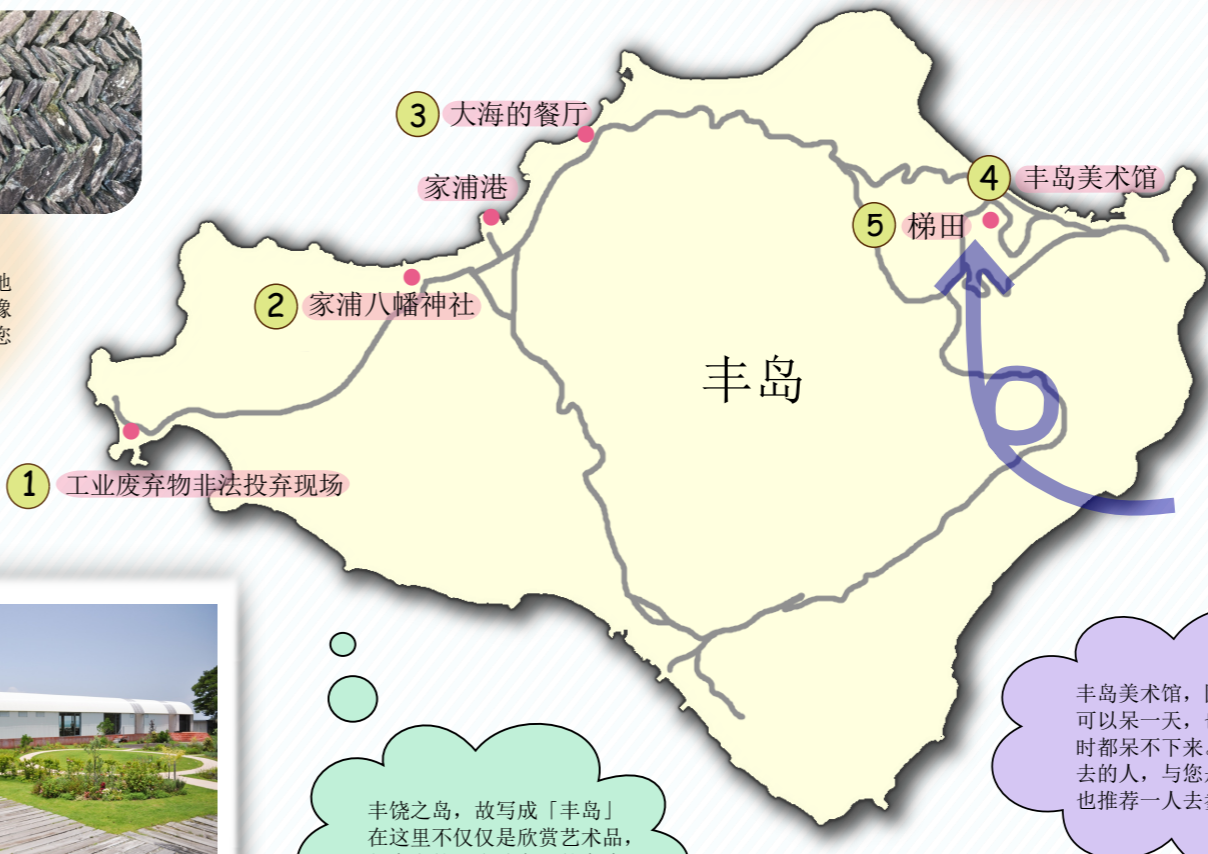 3 大海的餐厅
家浦港
4 丰岛美术馆
5 梯田
2 家浦八幡神社
地
像
您
丰岛
1 工业废弃物非法投弃现场
丰饶之岛，故写成「丰岛」
在这里不仅仅是欣赏艺术品，
丰岛美术馆，
可以呆一天，
时都呆不下来。
去的人，与您
也推荐一人去